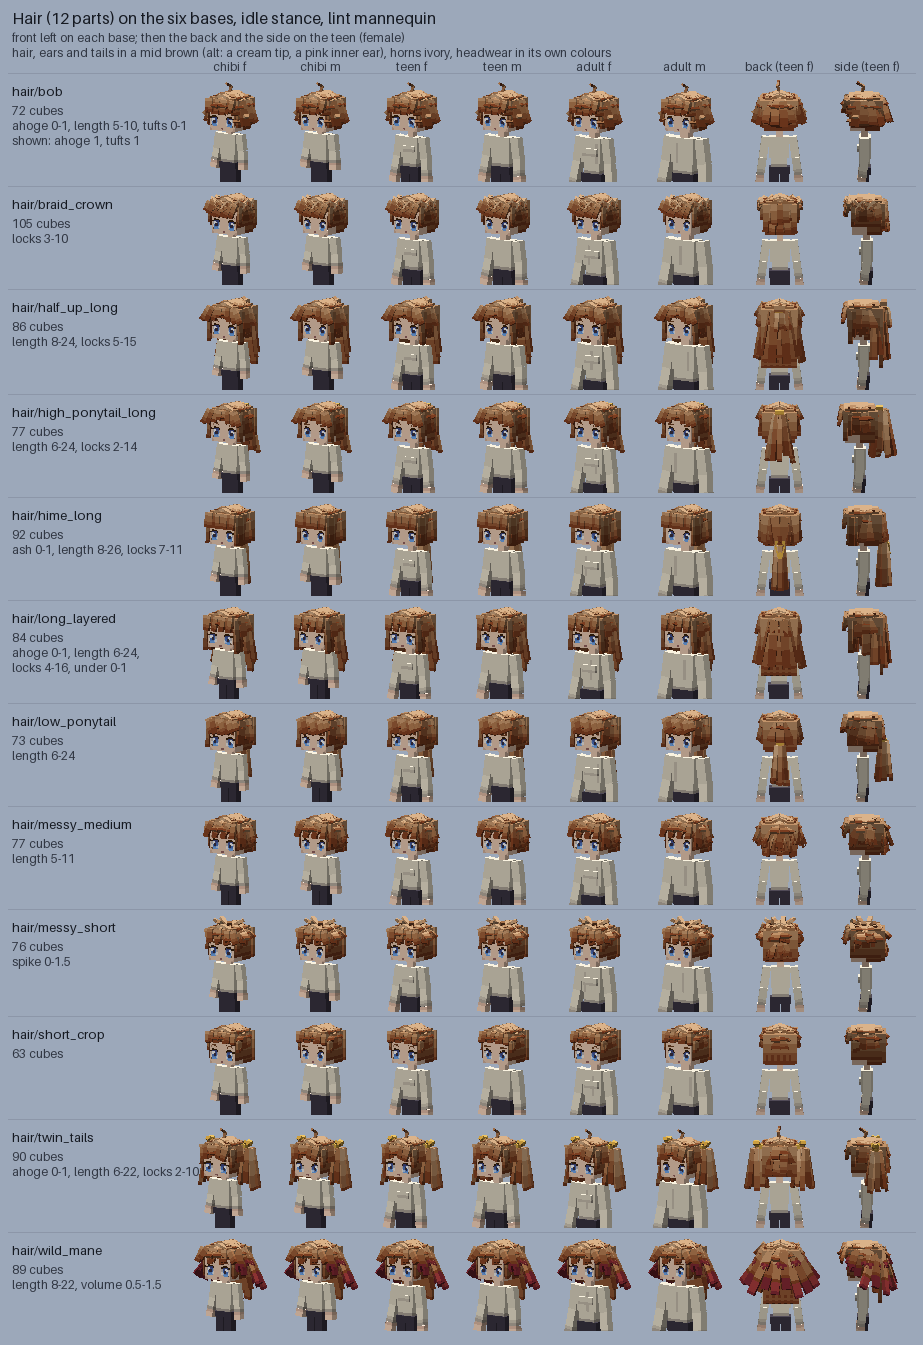 Hair (12 parts) on the six bases, idle stance, lint mannequin
front left on each base; then the back and the side on the teen (female)
hair, ears and tails in a mid brown (alt: a cream tip, a pink inner ear), horns ivory, headwear in its own colours
chibi f chibi m teen f teen m adult f adult m back (teen f) side (teen f)
hair/bob
72 cubes
ahoge 0-1, length 5-10, tufts 0-1
shown: ahoge 1, tufts 1
hair/braid_crown
105 cubes
locks 3-10
hair/half_up_long
86 cubes
length 8-24, locks 5-15
hair/high_ponytail_long
77 cubes
length 6-24, locks 2-14
hair/hime_long
92 cubes
ash 0-1, length 8-26, locks 7-11
hair/long_layered
84 cubes
ahoge 0-1, length 6-24,
locks 4-16, under 0-1
hair/low_ponytail
73 cubes
length 6-24
hair/messy_medium
77 cubes
length 5-11
hair/messy_short
76 cubes
spike 0-1.5
hair/short_crop
63 cubes
hair/twin_tails
90 cubes
ahoge 0-1, length 6-22, locks 2-10
hair/wild_mane
89 cubes
length 8-22, volume 0.5-1.5